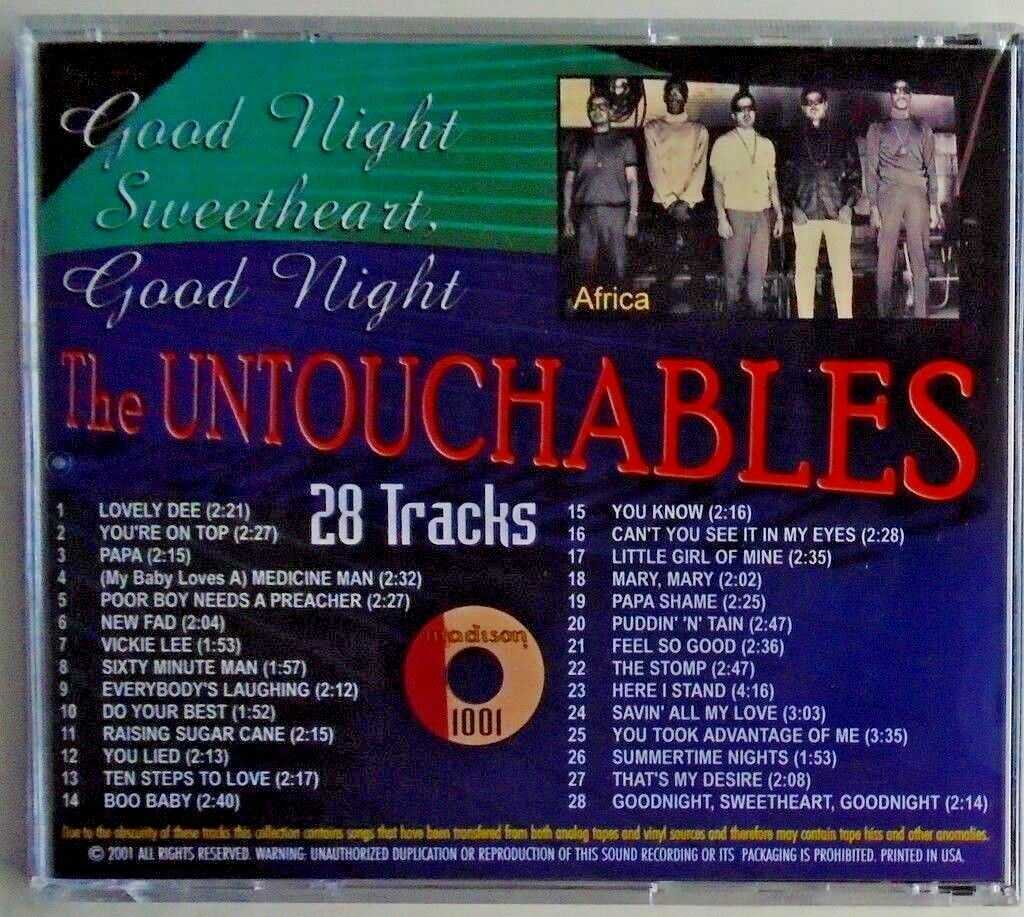 Good Night
Sweetheart,
Good Night
Africa
The UNTOUCHABLES
28 Tracks
1 LOVELY DEE (2:21)
2 YOU'RE ON TOP (2:27)
3 PAPA (2:15)
4 (My Baby Loves A) MEDICINE MAN (2:32)
5 POOR BOY NEEDS A PREACHER (2:27)
6 NEW FAD (2:04)
7 VICKIE LEE (1:53)
8 SIXTY MINUTE MAN (1:57)
9 EVERYBODY'S LAUGHING (2:12)
10 DO YOUR BEST (1:52)
11 RAISING SUGAR CANE (2:15)
12 YOU LIED (2:13)
13 TEN STEPS TO LOVE (2:17)
14 BOO BABY (2:40)
madison
1001
15 YOU KNOW (2:16)
16 CAN'T YOU SEE IT IN MY EYES (2:28)
17 LITTLE GIRL OF MINE (2:35)
18 MARY, MARY (2:02)
19 PAPA SHAME (2:25)
20 PUDDIN' 'N' TAIN (2:47)
21 FEEL SO GOOD (2:36)
22 THE STOMP (2:47)
23 HERE I STAND (4:16)
24 SAVIN' ALL MY LOVE (3:03)
25 YOU TOOK ADVANTAGE OF ME (3:35)
26 SUMMERTIME NIGHTS (1:53)
27 THAT'S MY DESIRE (2:08)
28 GOODNIGHT, SWEETHEART, GOODNIGHT (2:14)
Due to the obscurity of these tracks this collection contains songs that have been transfered from both analog tapes and vinyl sources and therefore may contain tape hiss and other anomalies.
© 2001 ALL RIGHTS RESERVED. WARNING: UNAUTHORIZED DUPLICATION OR REPRODUCTION OF THIS SOUND RECORDING OR ITS PACKAGING IS PROHIBITED. PRINTED IN USA.